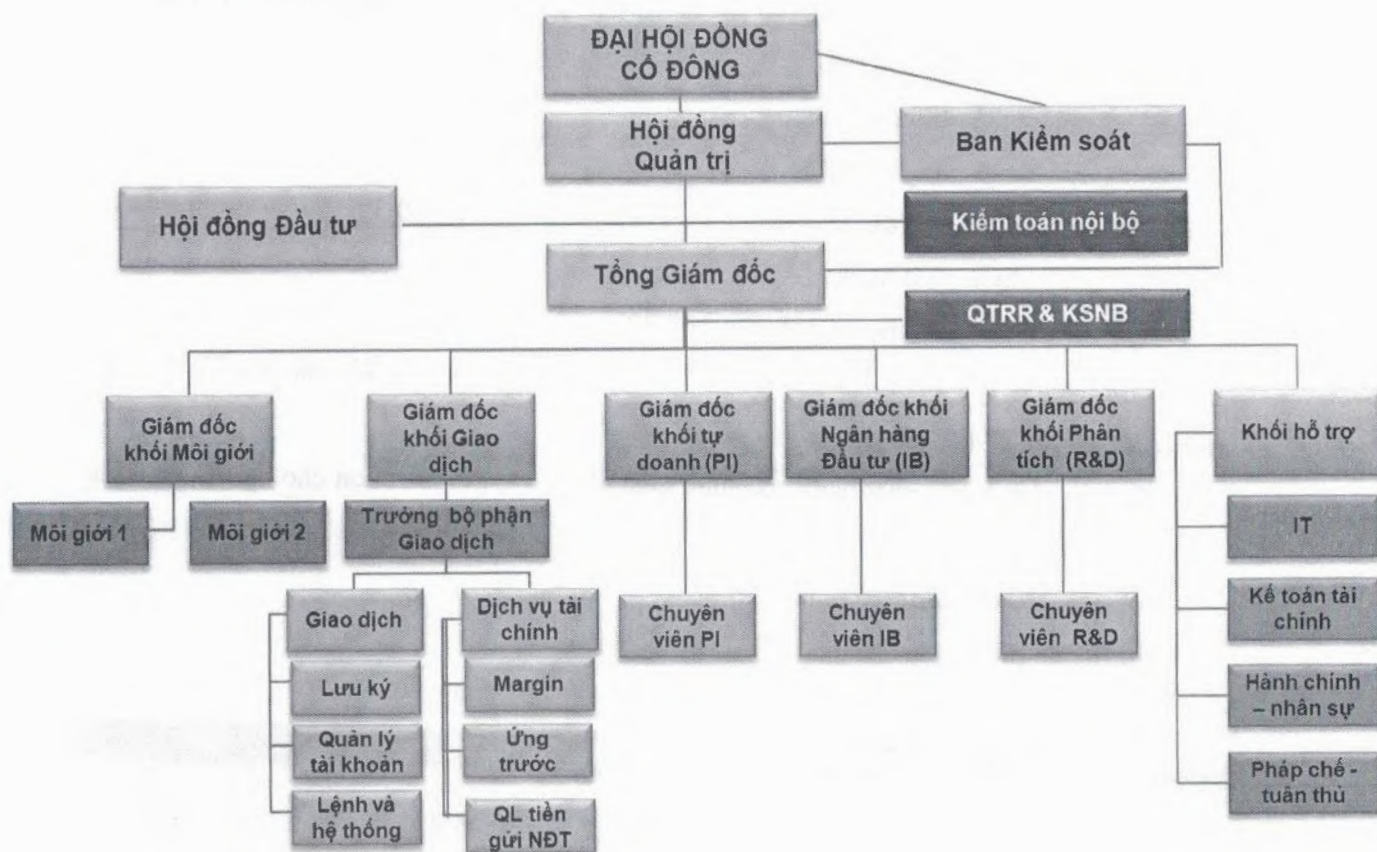 ĐẠI HỘI ĐỒNG
CỔ ĐÔNG
Hội đồng
Quản trị
Ban Kiểm soát
Hội đồng Đầu tư
Kiểm toán nội bộ
Tổng Giám đốc
QTRR & KSNB
Giám đốc
khối Môi giới
Giám đốc
khối Giao
dịch
Giám đốc
khối tự
doanh (PI)
Giám đốc khối
Ngân hàng
Đầu tư (IB)
Giám đốc
khối Phân
tích (R&D)
Khối hỗ trợ
Môi giới 1
Môi giới 2
Trưởng bộ phận
Giao dịch
IT
Giao dịch
Dịch vụ tài
chính
Chuyên
viên PI
Chuyên
viên IB
Chuyên
viên R&D
Kế toán tài
chính
Lưu ký
Margin
Hành chính
– nhân sự
Quản lý
tài khoản
Ứng
trước
Pháp chế -
tuân thủ
Lệnh và
hệ thống
QL tiền
gửi NĐT